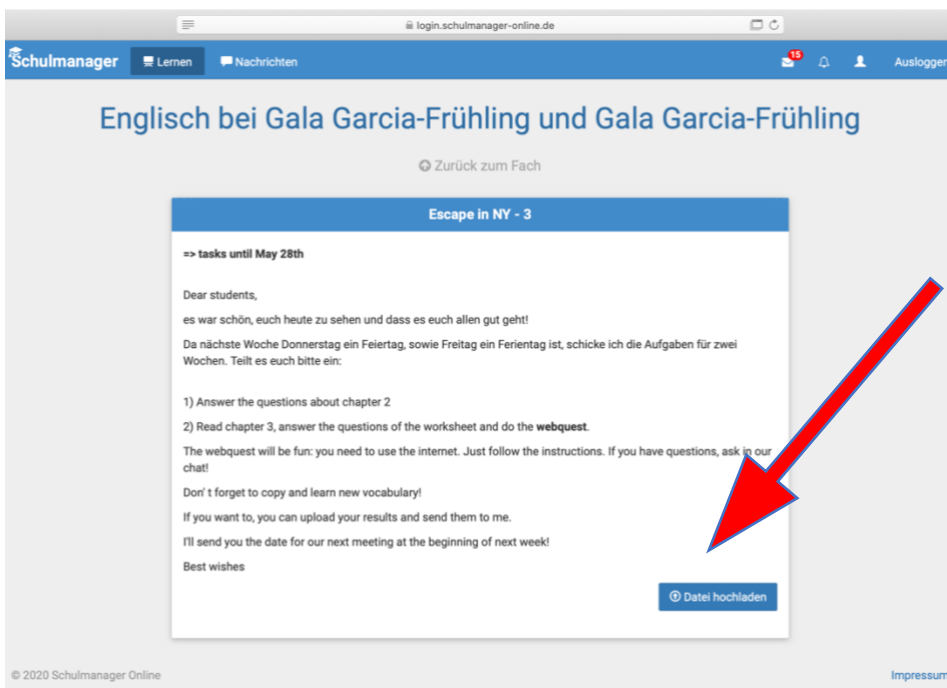 login.schulmanager-online.de
Schulmanager Lernen Nachrichten 15 Auslogger
Englisch bei Gala Garcia-Frühling und Gala Garcia-Frühling
Zurück zum Fach
Escape in NY - 3
=> tasks until May 28th
Dear students,
es war schön, euch heute zu sehen und dass es euch allen gut geht!
Da nächste Woche Donnerstag ein Feiertag, sowie Freitag ein Ferientag ist, schicke ich die Aufgaben für zwei
Wochen. Teilt es euch bitte ein:
1) Answer the questions about chapter 2
2) Read chapter 3, answer the questions of the worksheet and do the webquest.
The webquest will be fun: you need to use the internet. Just follow the instructions. If you have questions, ask in our
chat!
Don' t forget to copy and learn new vocabulary!
If you want to, you can upload your results and send them to me.
I'll send you the date for our next meeting at the beginning of next week!
Best wishes
Datei hochladen
© 2020 Schulmanager Online Impressum